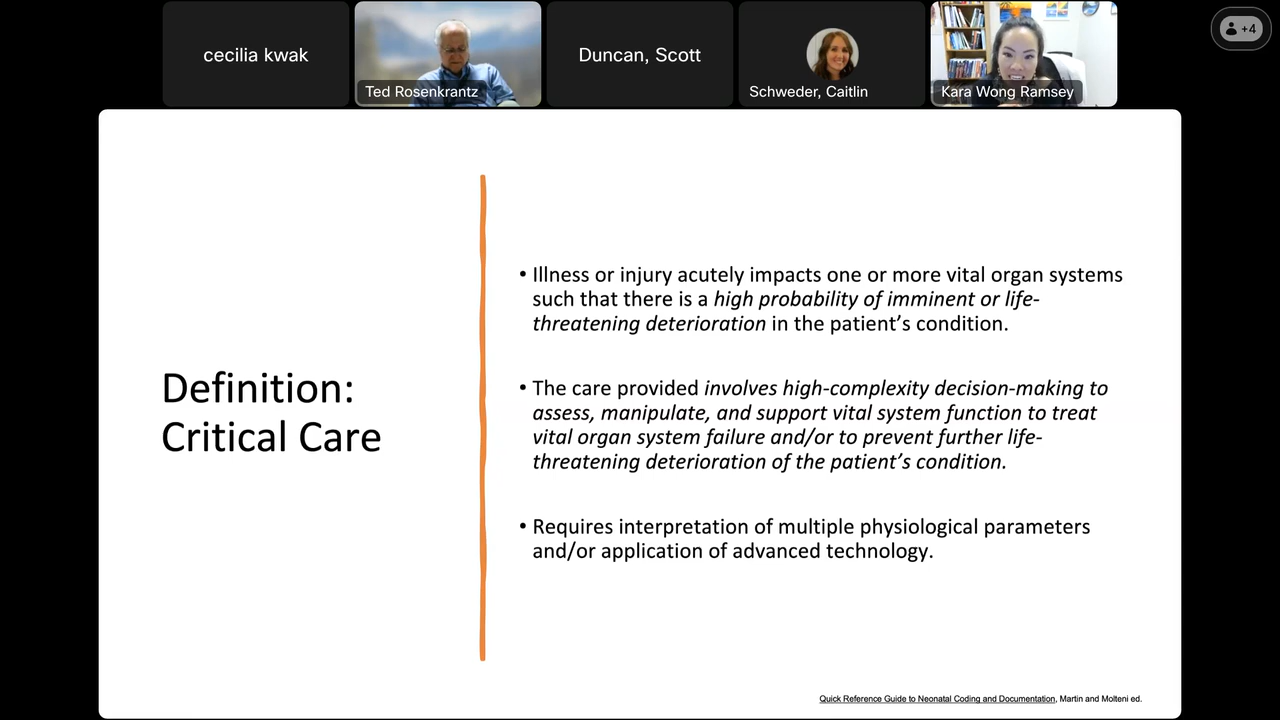 cecilia kwak
Ted Rosenkrantz
Duncan, Scott
Schweder, Caitlin
Kara Wong Ramsey
+4
Definition:
Critical Care
• Illness or injury acutely impacts one or more vital organ systems
such that there is a high probability of imminent or life-
threatening deterioration in the patient’s condition.
• The care provided involves high-complexity decision-making to
assess, manipulate, and support vital system function to treat
vital organ system failure and/or to prevent further life-
threatening deterioration of the patient’s condition.
• Requires interpretation of multiple physiological parameters
and/or application of advanced technology.
Quick Reference Guide to Neonatal Coding and Documentation, Martin and Molteni ed.